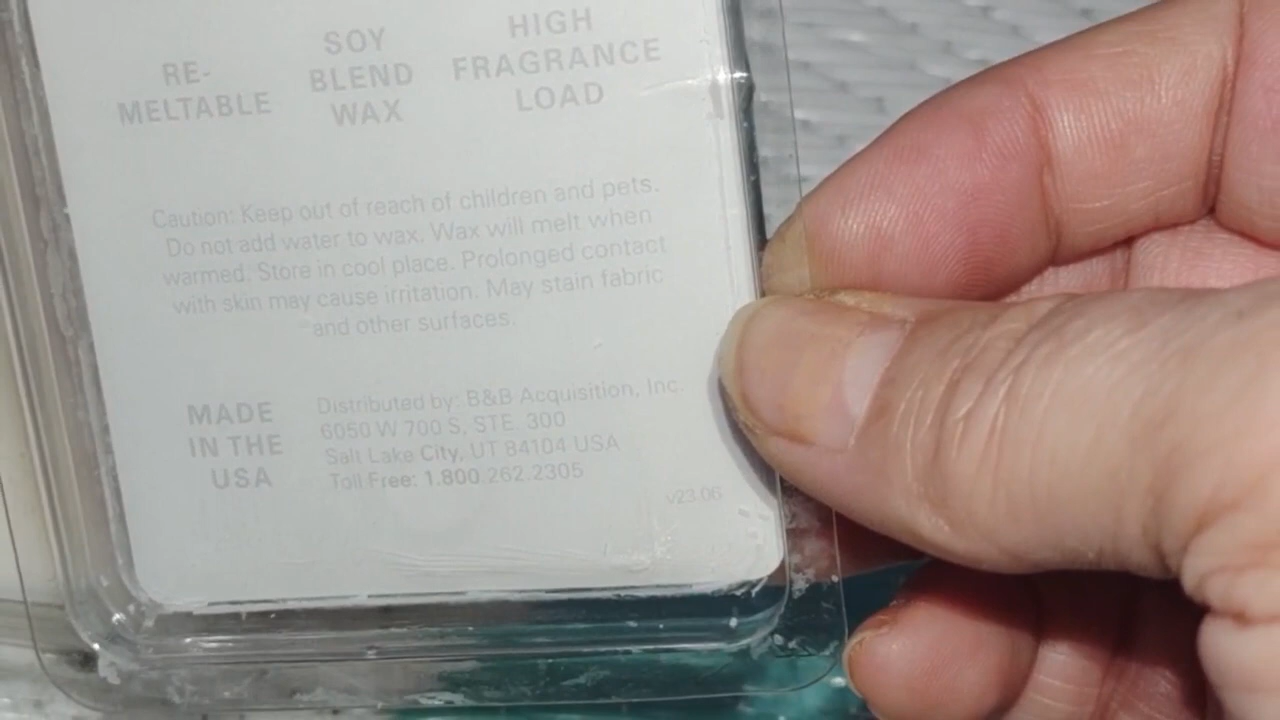 RE-
MELTABLE
SOY
BLEND
WAX
HIGH
FRAGRANCE
LOAD
Caution: Keep out of reach of children and pets.
Do not add water to wax. Wax will melt when
warmed. Store in cool place. Prolonged contact
with skin may cause irritation. May stain fabric
and other surfaces.
MADE
IN THE
USA
Distributed by: B&B Acquisition, Inc.
6050 W 700 S, STE. 300
Salt Lake City, UT 84104 USA
Toll Free: 1.800.262.2305
v23.06